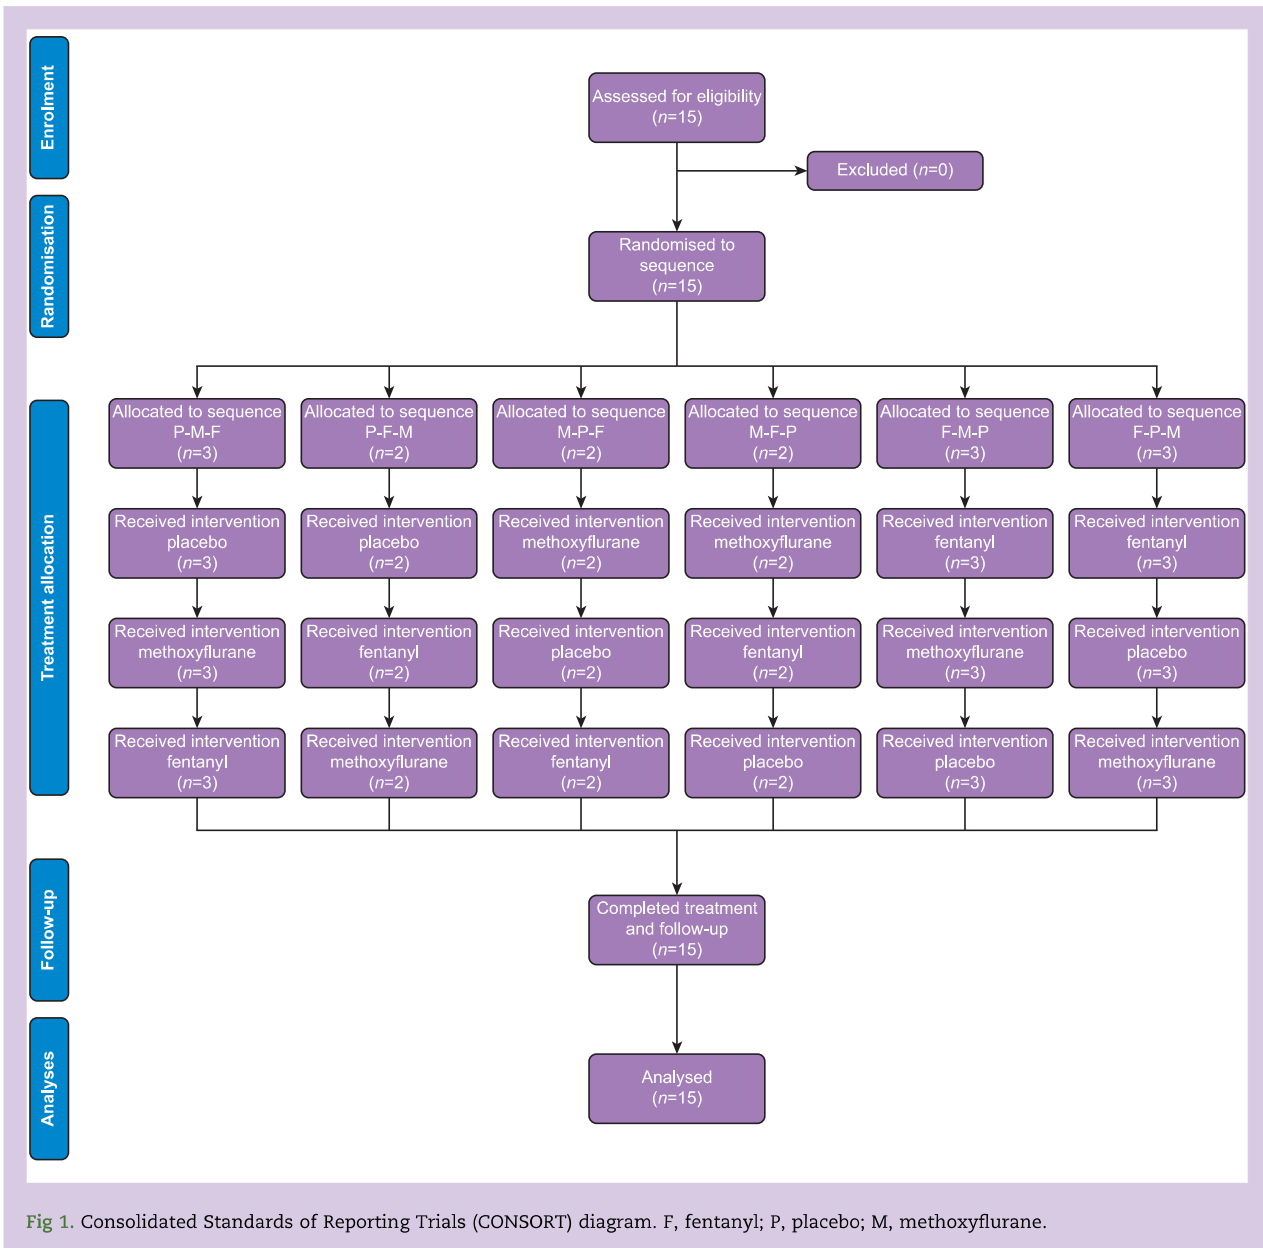 Enrolment
Assessed for eligibility
(n=15)
Excluded (n=0)
Randomisation
Randomised to
sequence
(n=15)
Treatment allocation
Allocated to sequence
P-M-F
(n=3)
Allocated to sequence
P-F-M
(n=2)
Allocated to sequence
M-P-F
(n=2)
Allocated to sequence
M-F-P
(n=2)
Allocated to sequence
F-M-P
(n=3)
Allocated to sequence
F-P-M
(n=3)
Received intervention
placebo
(n=3)
Received intervention
placebo
(n=2)
Received intervention
methoxyflurane
(n=2)
Received intervention
methoxyflurane
(n=2)
Received intervention
fentanyl
(n=3)
Received intervention
fentanyl
(n=3)
Received intervention
methoxyflurane
(n=3)
Received intervention
fentanyl
(n=2)
Received intervention
placebo
(n=2)
Received intervention
fentanyl
(n=2)
Received intervention
methoxyflurane
(n=3)
Received intervention
placebo
(n=3)
Received intervention
fentanyl
(n=3)
Received intervention
methoxyflurane
(n=2)
Received intervention
fentanyl
(n=2)
Received intervention
placebo
(n=2)
Received intervention
placebo
(n=3)
Received intervention
methoxyflurane
(n=3)
Follow-up
Completed treatment
and follow-up
(n=15)
Analyses
Analysed
(n=15)
Fig 1. Consolidated Standards of Reporting Trials (CONSORT) diagram. F, fentanyl; P, placebo; M, methoxyflurane.